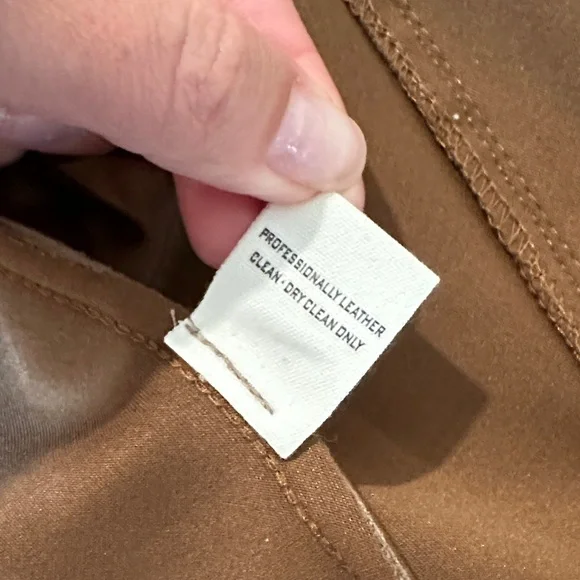 PROFESSIONALLY LEATHER
CLEAN · DRY CLEAN ONLY